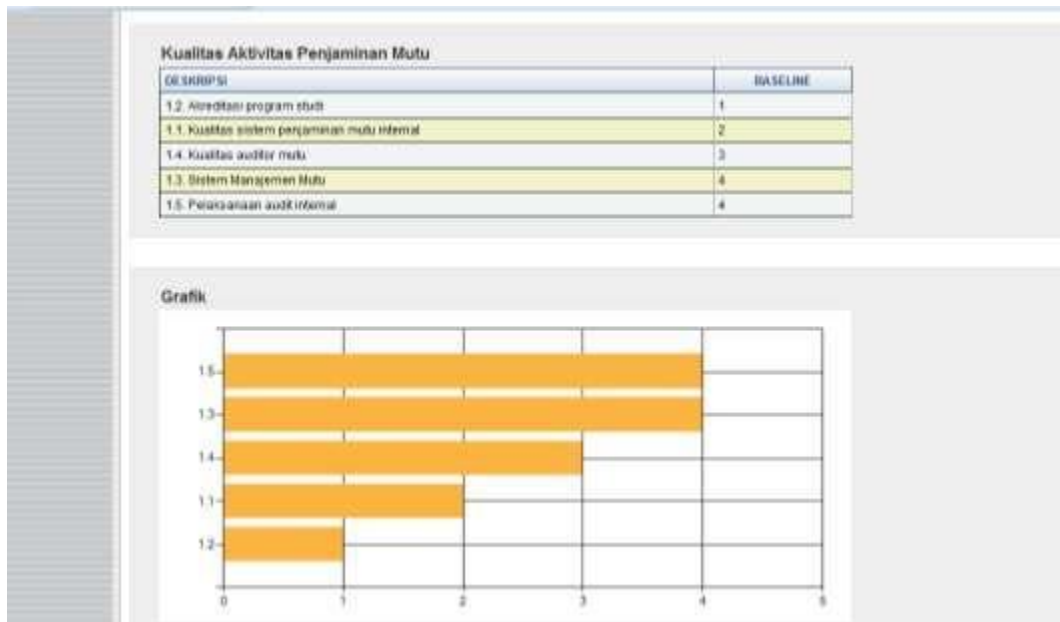 Kualitas Aktivitas Penjaminan Mutu
DESKRIPSI BASELINE
1.2. Akreditasi program studi 1
1.1. Kualitas sistem penjaminan mutu internal 2
1.4. Kualitas auditor mutu 3
1.3. Sistem Manajemen Mutu 4
1.5. Pelaksanaan audit internal 4
Grafik
1.5
1.3
1.4
1.1
1.2
0 1 2 3 4 5